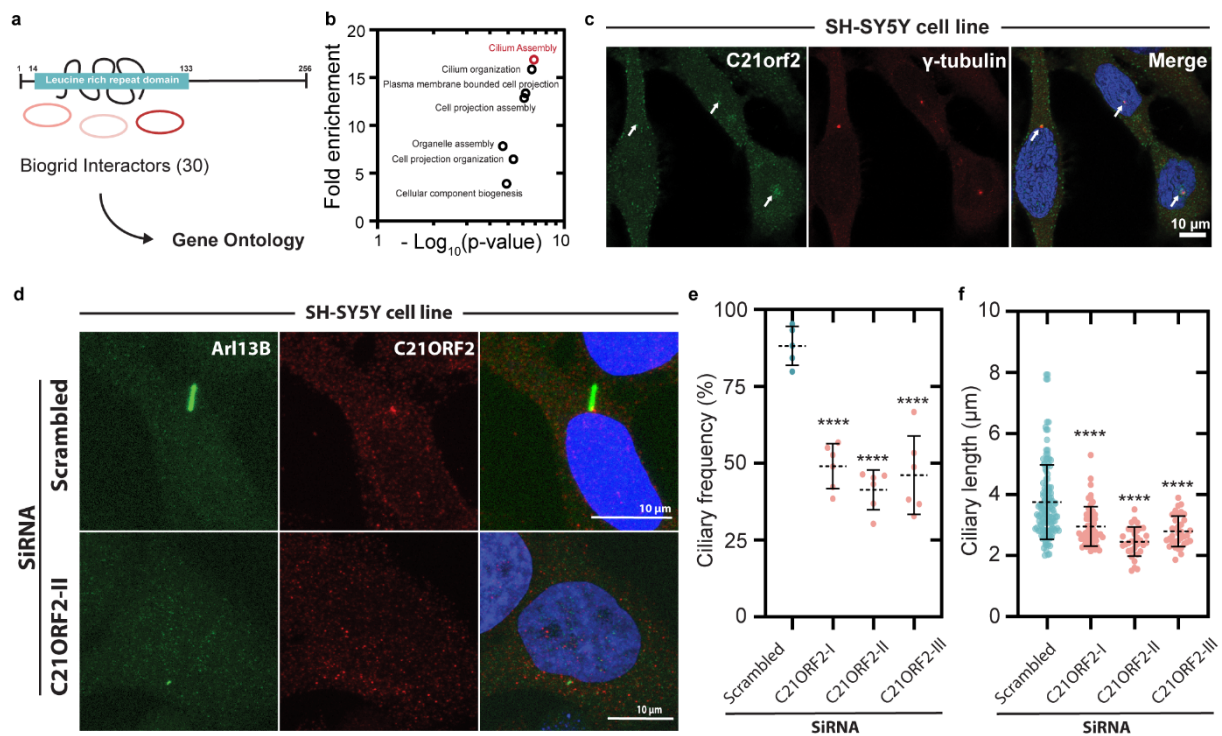 a
1 14 133 256
Leucine rich repeat domain
Biogrid Interactors (30)
Gene Ontology
b
Fold enrichment
20
15
10
5
0
Cilium Assembly
Cilium organization
Plasma membrane bounded cell projection
Cell projection assembly
Organelle assembly
Cell projection organization
Cellular component biogenesis
1 10
- Log10(p-value)
c
SH-SY5Y cell line
C21orf2 γ-tubulin Merge
10 µm
d
SH-SY5Y cell line
Arl13B C21ORF2
SiRNA
Scrambled
10 µm
C21ORF2-II
10 µm
e
Ciliary frequency (%)
100
75
50
25
0
**** **** ****
Scrambled C21ORF2-I C21ORF2-II C21ORF2-III
SiRNA
f
Ciliary length (µm)
10
8
6
4
2
0
**** **** ****
Scrambled C21ORF2-I C21ORF2-II C21ORF2-III
SiRNA